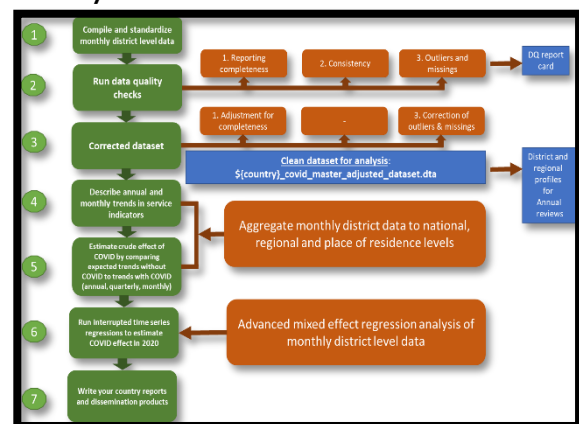 1
Compile and standardize
monthly district level data
2
Run data quality
checks
1. Reporting
completeness
2. Consistency
3. Outliers and
missings
DQ report
card
3
Corrected dataset
1. Adjustment for
completeness
-
3. Correction of
outliers & missings
Clean dataset for analysis:
${country}_covid_master_adjusted_dataset.dta
District and
regional
profiles
for
Annual
reviews
4
Describe annual and
monthly trends in service
indicators
Aggregate monthly district data to national,
regional and place of residence levels
5
Estimate crude effect of
COVID by comparing
expected trends without
COVID to trends with COVID
(annual, quarterly, monthly)
6
Run interrupted time series
regressions to estimate
COVID effect in 2020
Advanced mixed effect regression analysis of
monthly district level data
7
Write your country reports
and dissemination products